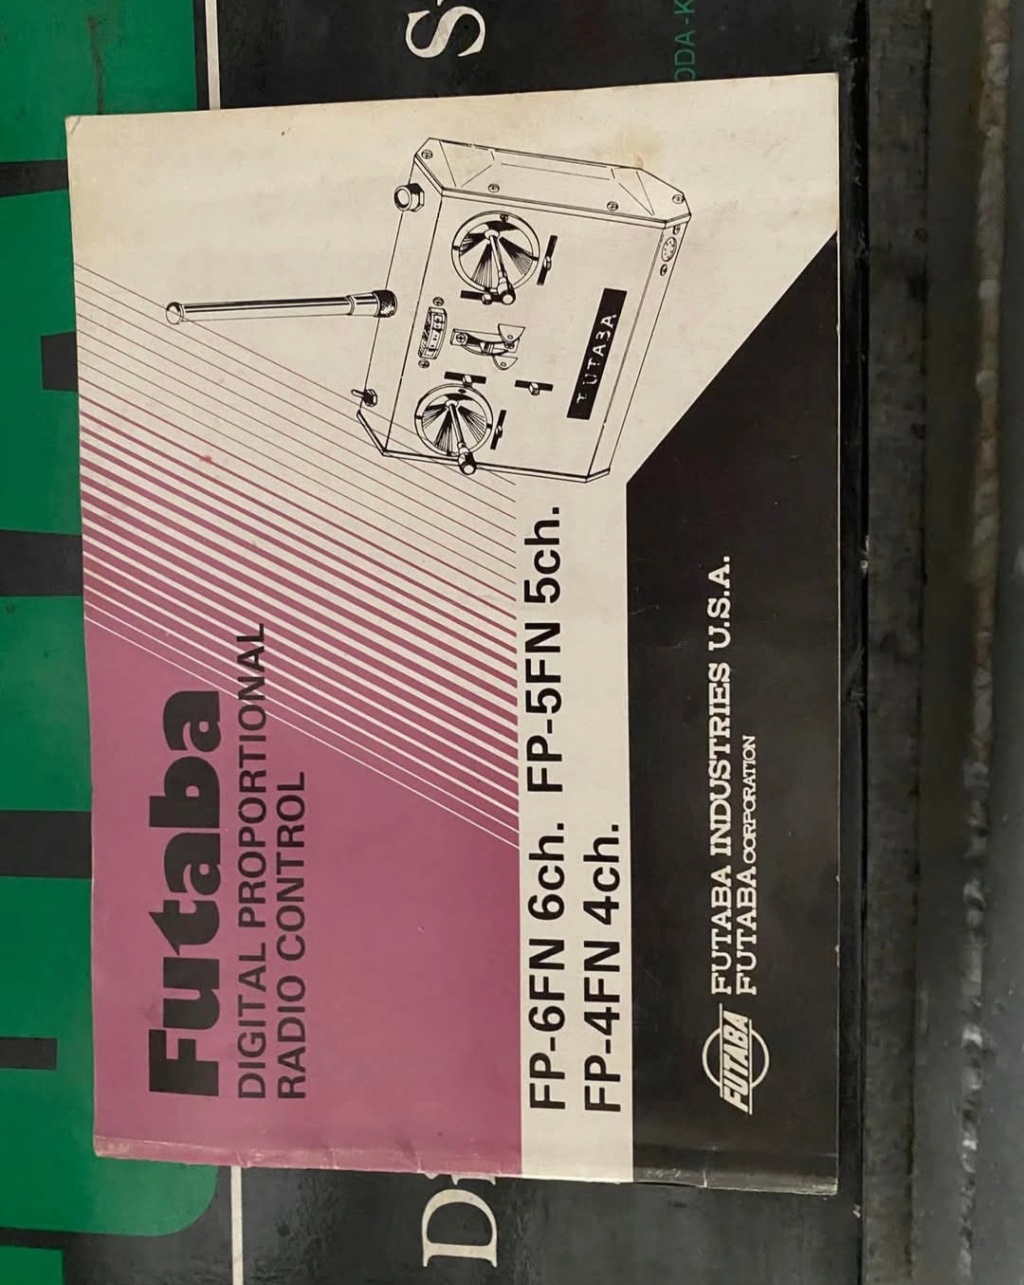 Futaba
DIGITAL PROPORTIONAL
RADIO CONTROL
FUTABA
FP-6FN 6ch. FP-5FN 5ch.
FP-4FN 4ch.
FUTABA
FUTABA INDUSTRIES U.S.A.
FUTABA CORPORATION